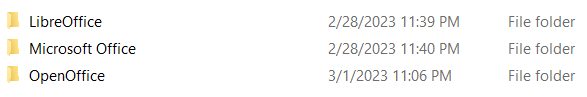 LibreOffice 2/28/2023 11:39 PM File folder
Microsoft Office 2/28/2023 11:40 PM File folder
OpenOffice 3/1/2023 11:06 PM File folder